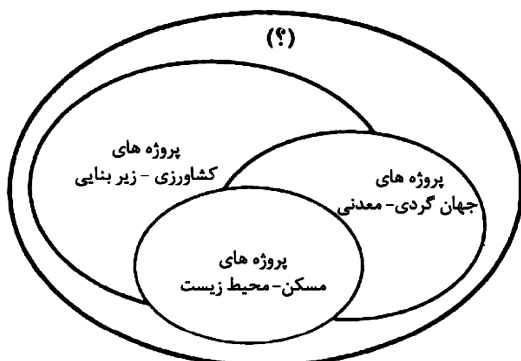 (؟)
پروژه های
کشاورزی - زیر بنایی
پروژه های
جهان گردی- معدنی
پروژه های
مسکن- محیط زیست